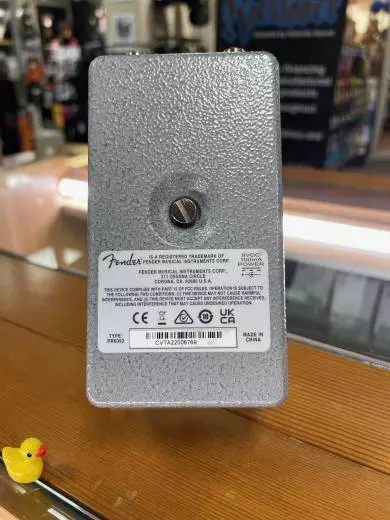 Fender
IS A REGISTERED TRADEMARK OF
FENDER MUSICAL INSTRUMENTS CORP.
9VDC
100mA
POWER
FENDER MUSICAL INSTRUMENTS CORP.,
311 CESSNA CIRCLE
CORONA, CA. 92880 U.S.A.
THIS DEVICE COMPLIES WITH PART 15 OF FCC RULES. OPERATION IS SUBJECT TO
THE FOLLOWING TWO CONDITIONS: (1) THIS DEVICE MAY NOT CAUSE HARMFUL
INTERFERENCE, AND (2) THIS DEVICE MUST ACCEPT ANY INTERFERENCE RECEIVED,
INCLUDING INTERFERENCE THAT MAY CAUSE UNDESIRED OPERATION.
CE
UK
CA
TYPE:
PR6093
CVTA22006769
MADE IN
CHINA